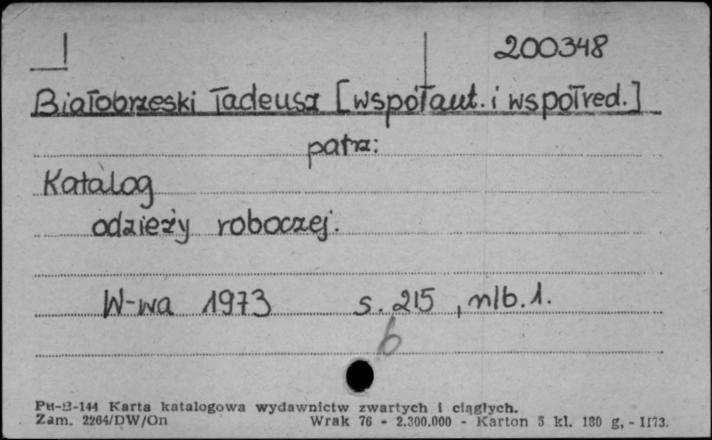 200348
Białobrzeski Tadeusz [współaut. i współred.]
patrz:
Katalog
odzieży roboczej.
W-wa 1973 s. 215, nlb. 1.
b
Pu-B-144 Karta katalogowa wydawnictw zwartych i ciągłych.
Zam. 2264/DW/On Wrak 76 - 2.300.000 - Karton 5 kl. 180 g, - 1173.